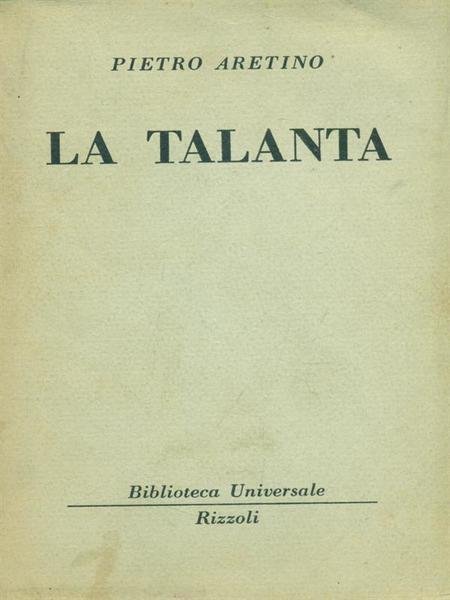 PIETRO ARETINO
LA TALANTA
Biblioteca Universale
Rizzoli